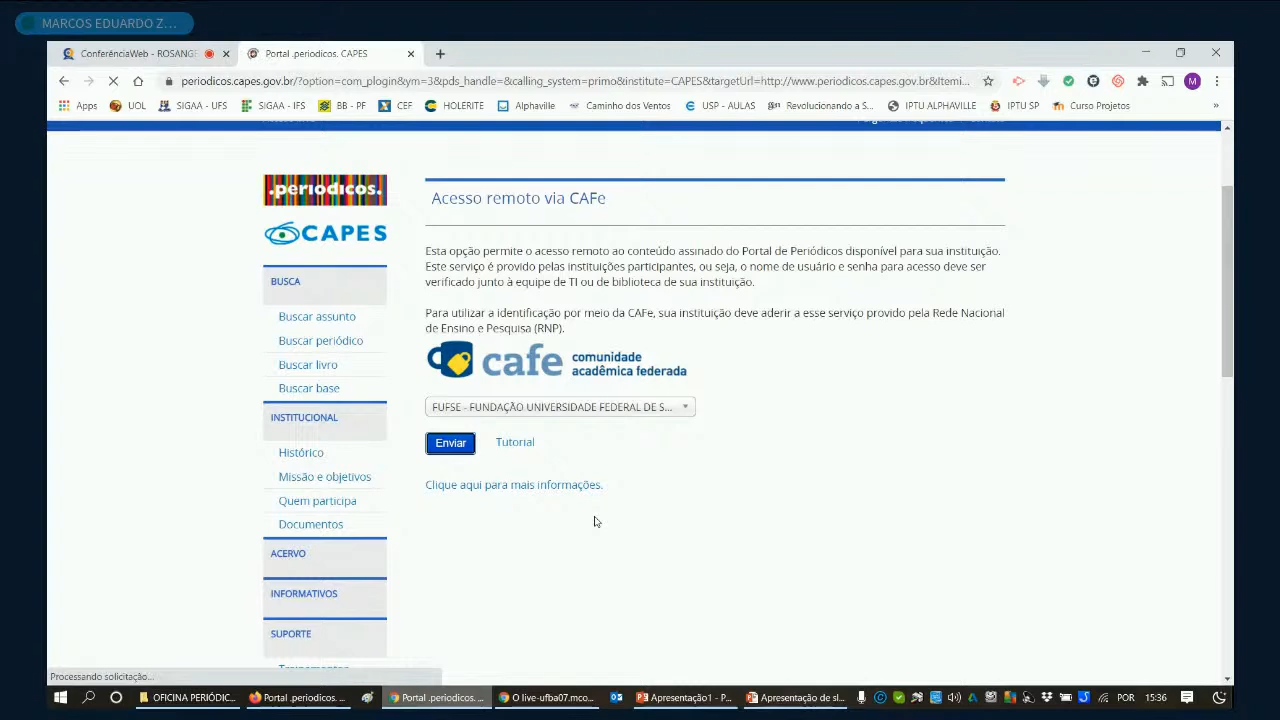 MARCOS EDUARDO Z...
ConferênciaWeb - ROSANGE
Portal .periodicos. CAPES
periodicos.capes.gov.br/?option=com_plogin&ym=3&pds_handle=&calling_system=primo&institute=CAPES&targetUrl=http://www.periodicos.capes.gov.br&Itemi...
M
Apps
UOL
SIGAA - UFS
SIGAA - IFS
BB - PF
CEF
HOLERITE
Alphaville
Caminho dos Ventos
USP - AULAS
Revolucionando a S...
IPTU ALPHAVILLE
IPTU SP
Curso Projetos
»
.periodicos.
CAPES
BUSCA
Buscar assunto
Buscar periódico
Buscar livro
Buscar base
INSTITUCIONAL
Histórico
Missão e objetivos
Quem participa
Documentos
ACERVO
INFORMATIVOS
SUPORTE
Acesso remoto via CAFe
Esta opção permite o acesso remoto ao conteúdo assinado do Portal de Periódicos disponível para sua instituição.
Este serviço é provido pelas instituições participantes, ou seja, o nome de usuário e senha para acesso deve ser
verificado junto à equipe de TI ou de biblioteca de sua instituição.
Para utilizar a identificação por meio da CAFe, sua instituição deve aderir a esse serviço provido pela Rede Nacional
de Ensino e Pesquisa (RNP).
cafe comunidade
acadêmica federada
FUFSE - FUNDAÇÃO UNIVERSIDADE FEDERAL DE S...
Enviar
Tutorial
Clique aqui para mais informações.
Processando solicitação...
OFICINA PERIÓDIC...
Portal .periodicos. ...
Portal .periodicos. ...
O live-ufba07.mco...
Apresentação1 - P...
Apresentação de sl...
POR
15:36